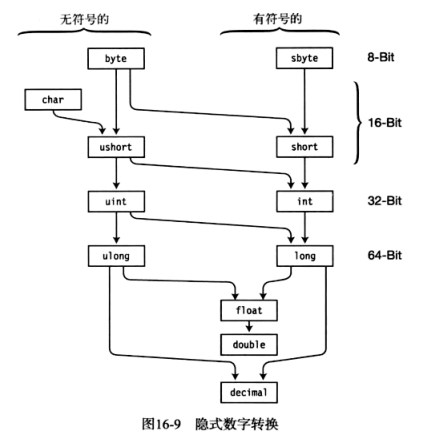 无符号的 有符号的
byte sbyte 8-Bit
char
16-Bit
ushort short
uint int 32-Bit
ulong long 64-Bit
float
double
decimal
图16-9 隐式数字转换